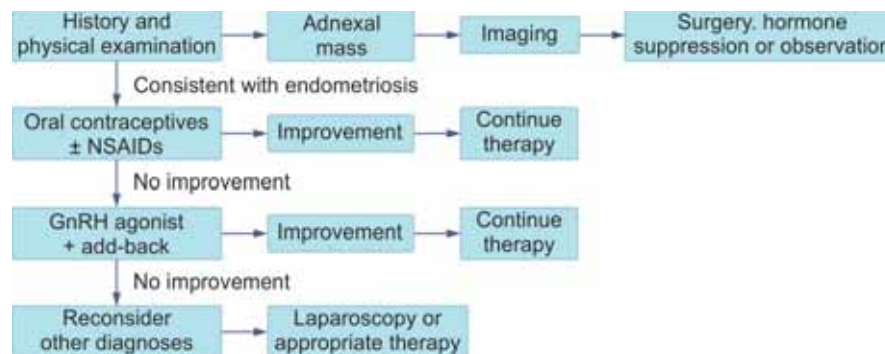 History and
physical examination
Adnexal
mass
Imaging
Surgery. hormone
suppression or observation
Consistent with endometriosis
Oral contraceptives
± NSAIDs
Improvement
Continue
therapy
No improvement
GnRH agonist
+ add-back
Improvement
Continue
therapy
No improvement
Reconsider
other diagnoses
Laparoscopy or
appropriate therapy